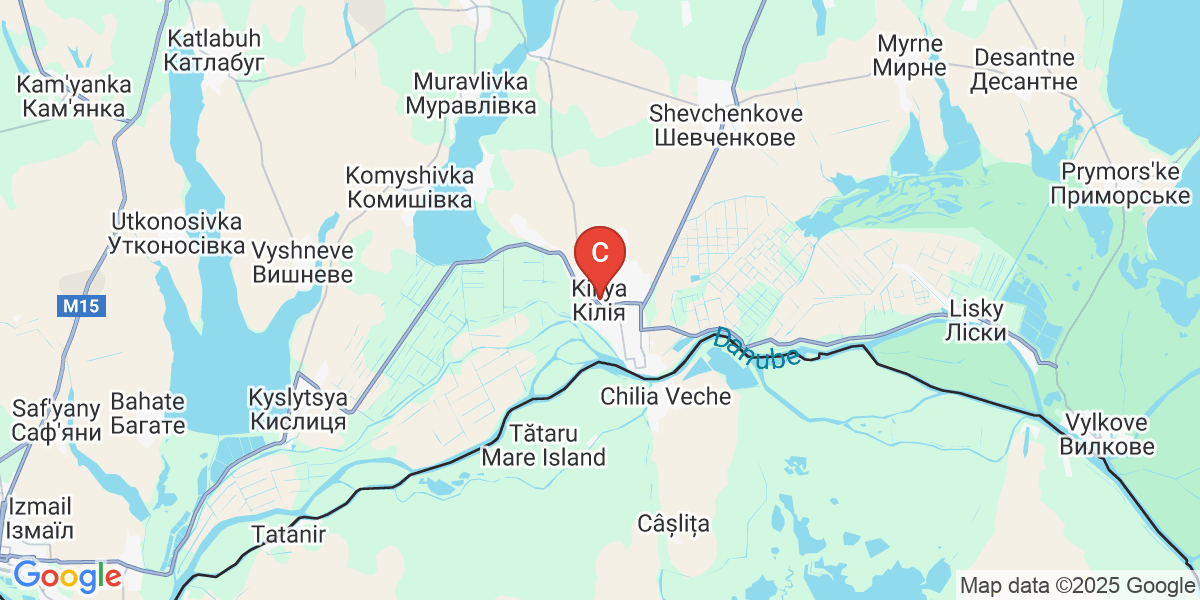 Katlabuh
Катлабуг
Myrne
Мирне
Desantne
Десантне
Kam'yanka
Кам'янка
Muravlivka
Муравлівка
Shevchenkove
Шевченкове
Komyshivka
Комишівка
Prymors'ke
Приморське
Utkonosivka
Утконосівка
Vyshneve
Вишневе
C
Kiliya
Кілія
M15
Lisky
Ліски
Danube
Chilia Veche
Kyslytsya
Кислиця
Bahate
Багате
Saf'yany
Саф'яни
Tătaru
Mare Island
Vylkove
Вилкове
Izmail
Ізмаїл
Tatanir
Câșlița
Google
Map data ©2025 Google